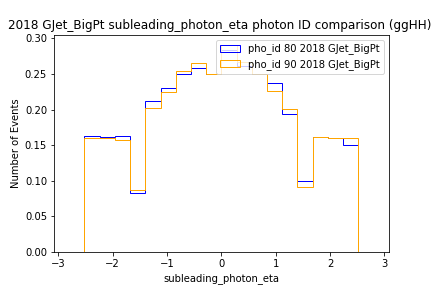 2018 GJet_BigPt subleading_photon_eta photon ID comparison (ggHH)
pho_id 80 2018 GJet_BigPt
pho_id 90 2018 GJet_BigPt
Number of Events
0.30
0.25
0.20
0.15
0.10
0.05
0.00
−3 −2 −1 0 1 2 3
subleading_photon_eta